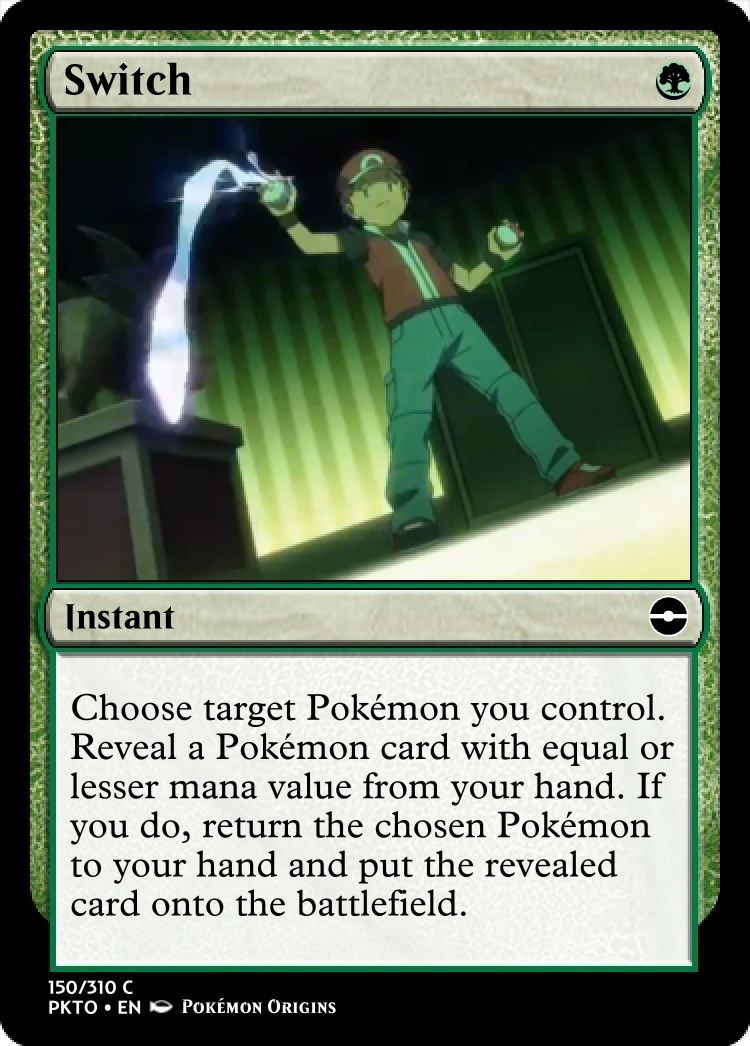 Switch
Instant
Choose target Pokémon you control.
Reveal a Pokémon card with equal or
lesser mana value from your hand. If
you do, return the chosen Pokémon
to your hand and put the revealed
card onto the battlefield.
150/310 C
PKTO • EN Pokémon Origins